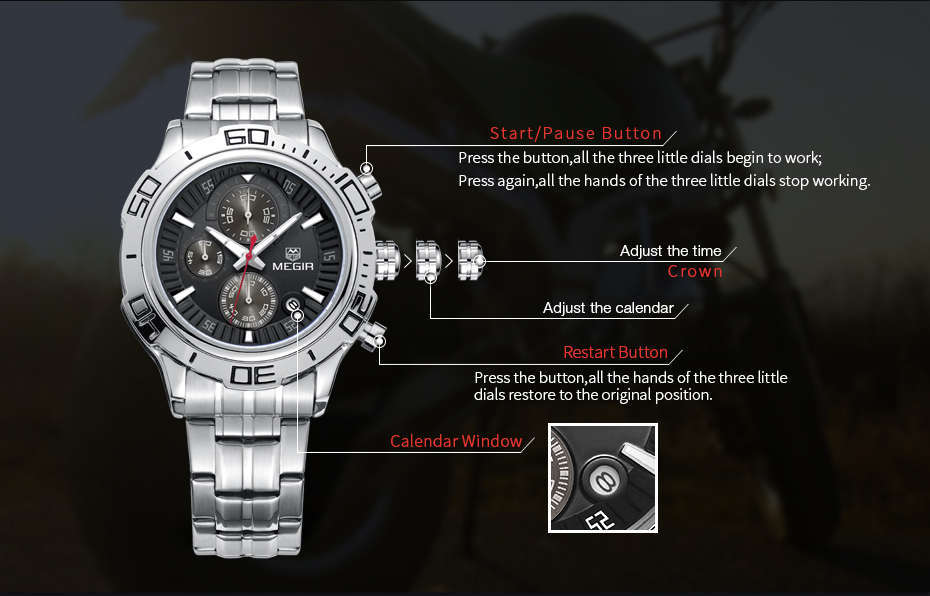 Start/Pause Button
Press the button,all the three little dials begin to work;
Press again,all the hands of the three little dials stop working.
Adjust the time
Crown
Adjust the calendar
Restart Button
Press the button,all the hands of the three little
dials restore to the original position.
Calendar Window
MEGIR
60
50
30
8
25